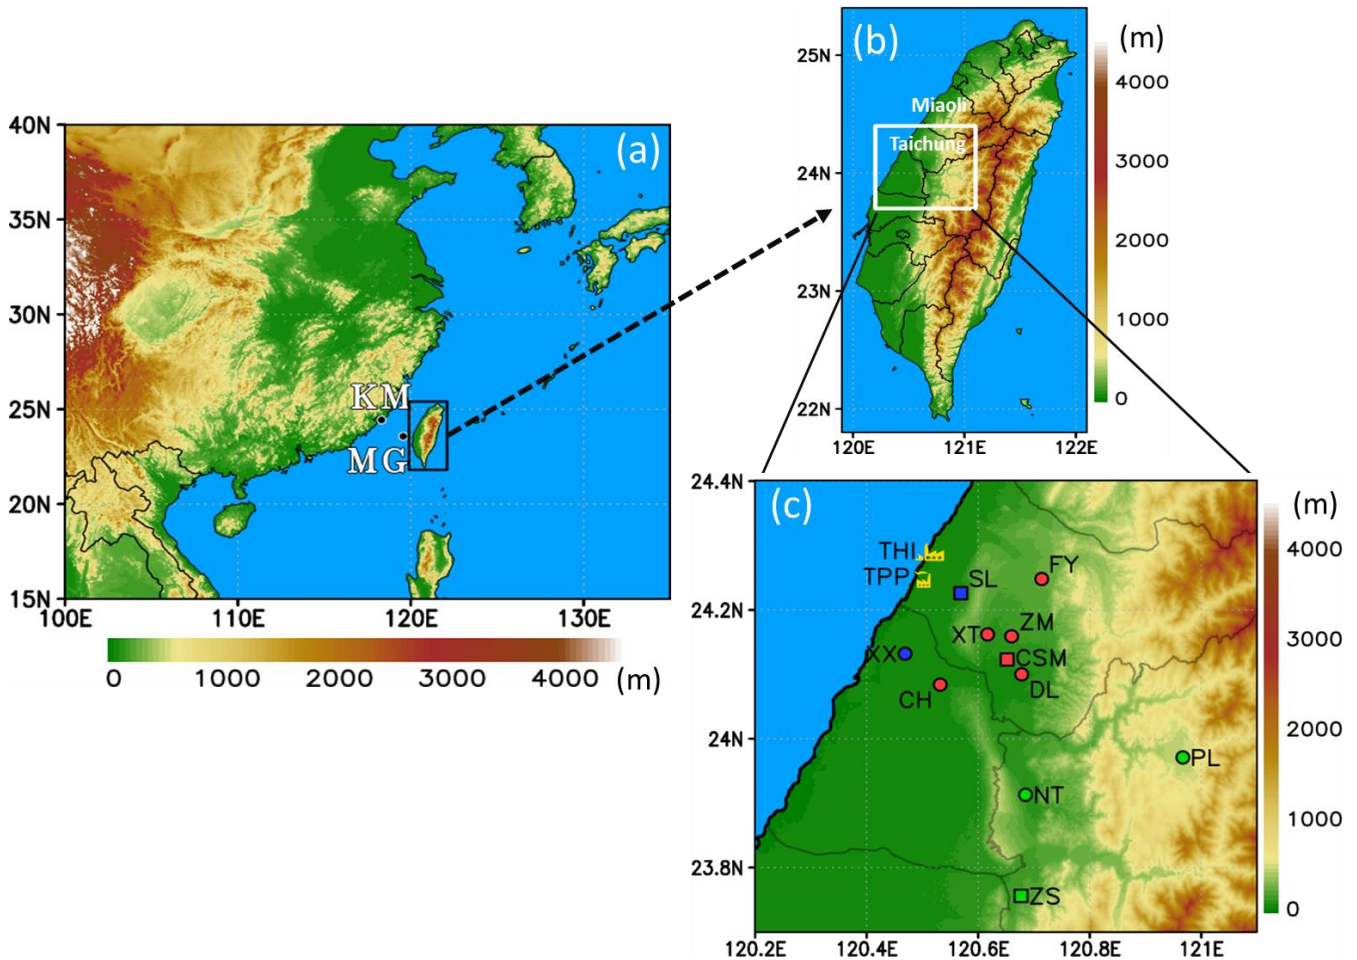 (a)
40N
35N
30N
25N
20N
15N
100E
110E
120E
130E
KM
MG
0
1000
2000
3000
4000
(m)
(b)
(m)
25N
24N
23N
22N
120E
121E
122E
Miaoli
Taichung
4000
3000
2000
1000
0
(c)
(m)
24.4N
24.2N
24N
23.8N
120.2E
120.4E
120.6E
120.8E
121E
THI
TPP
SL
FY
XT
ZM
XX
CSM
CH
DL
PL
NT
ZS
4000
3000
2000
1000
0